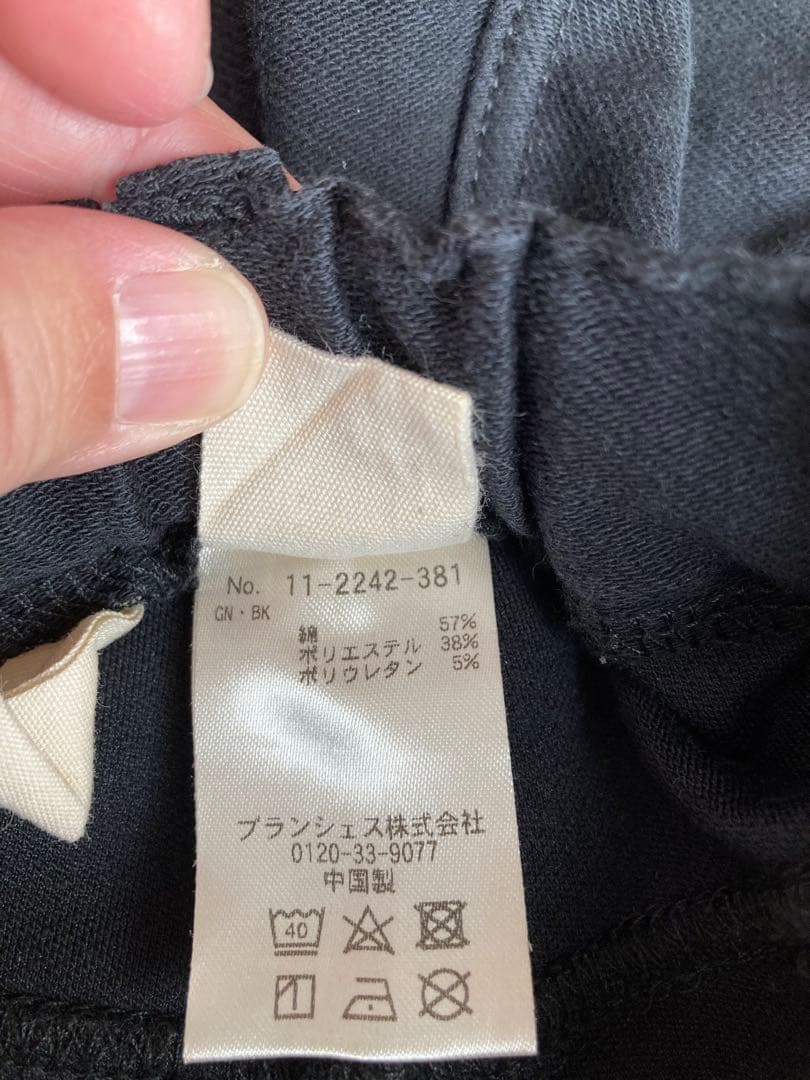 No. 11-2242-381
GN・BK
綿 57%
ポリエステル 38%
ポリウレタン 5%
ブランシェス株式会社
0120-33-9077
中国製
40